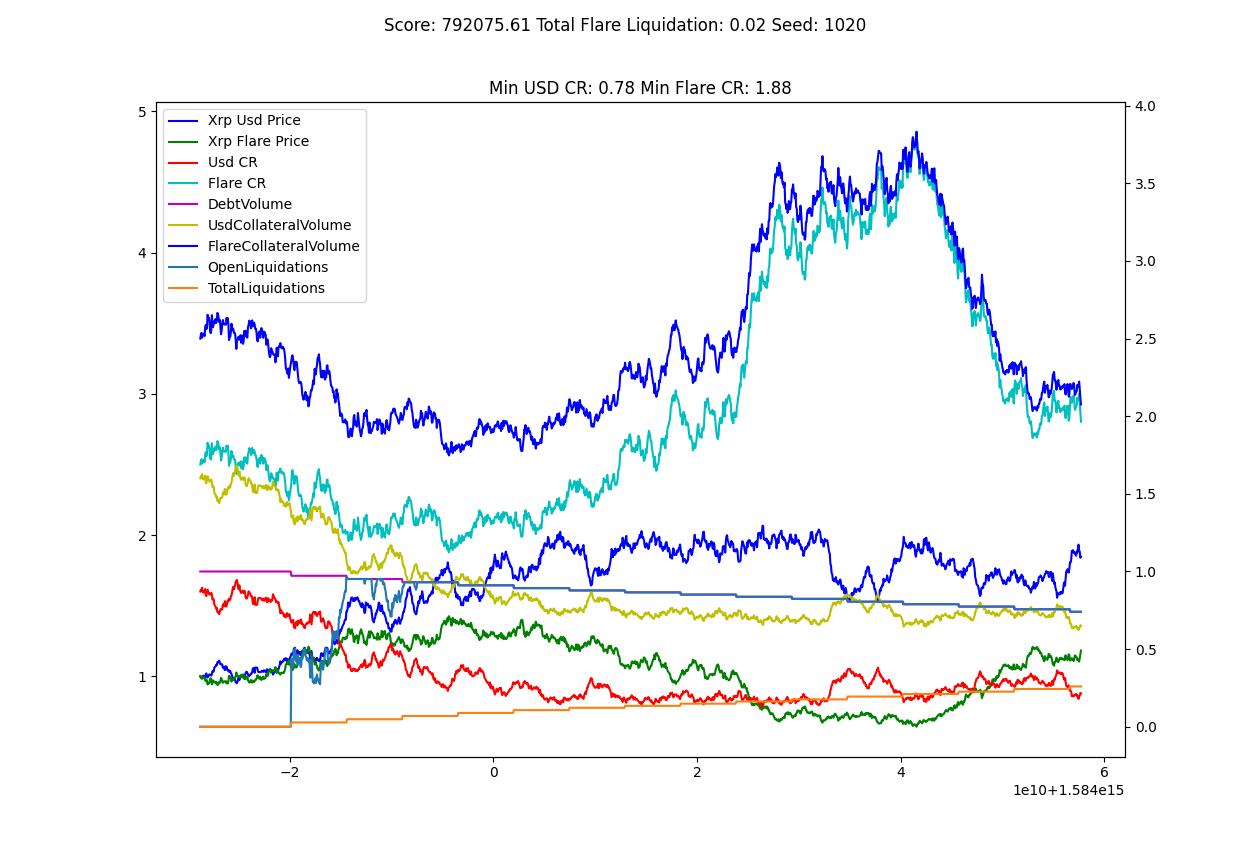 Score: 792075.61 Total Flare Liquidation: 0.02 Seed: 1020
Min USD CR: 0.78 Min Flare CR: 1.88
Xrp Usd Price
Xrp Flare Price
Usd CR
Flare CR
DebtVolume
UsdCollateralVolume
FlareCollateralVolume
OpenLiquidations
TotalLiquidations
5
4
3
2
1
4.0
3.5
3.0
2.5
2.0
1.5
1.0
0.5
0.0
−2 0 2 4 6
1e10+1.584e15